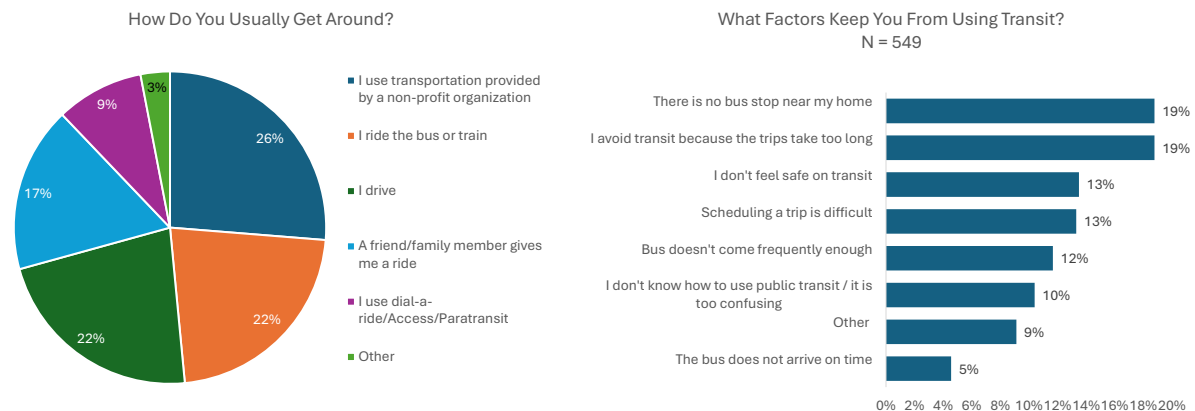 How Do You Usually Get Around?
3%
9%
26%
17%
22%
22%
I use transportation provided
by a non-profit organization
I ride the bus or train
I drive
A friend/family member gives
me a ride
I use dial-a-
ride/Access/Paratransit
Other
What Factors Keep You From Using Transit?
N = 549
There is no bus stop near my home
19%
I avoid transit because the trips take too long
19%
I don't feel safe on transit
13%
Scheduling a trip is difficult
13%
Bus doesn't come frequently enough
12%
I don't know how to use public transit / it is
too confusing
10%
Other
9%
The bus does not arrive on time
5%
0% 2% 4% 6% 8% 10% 12% 14% 16% 18% 20%